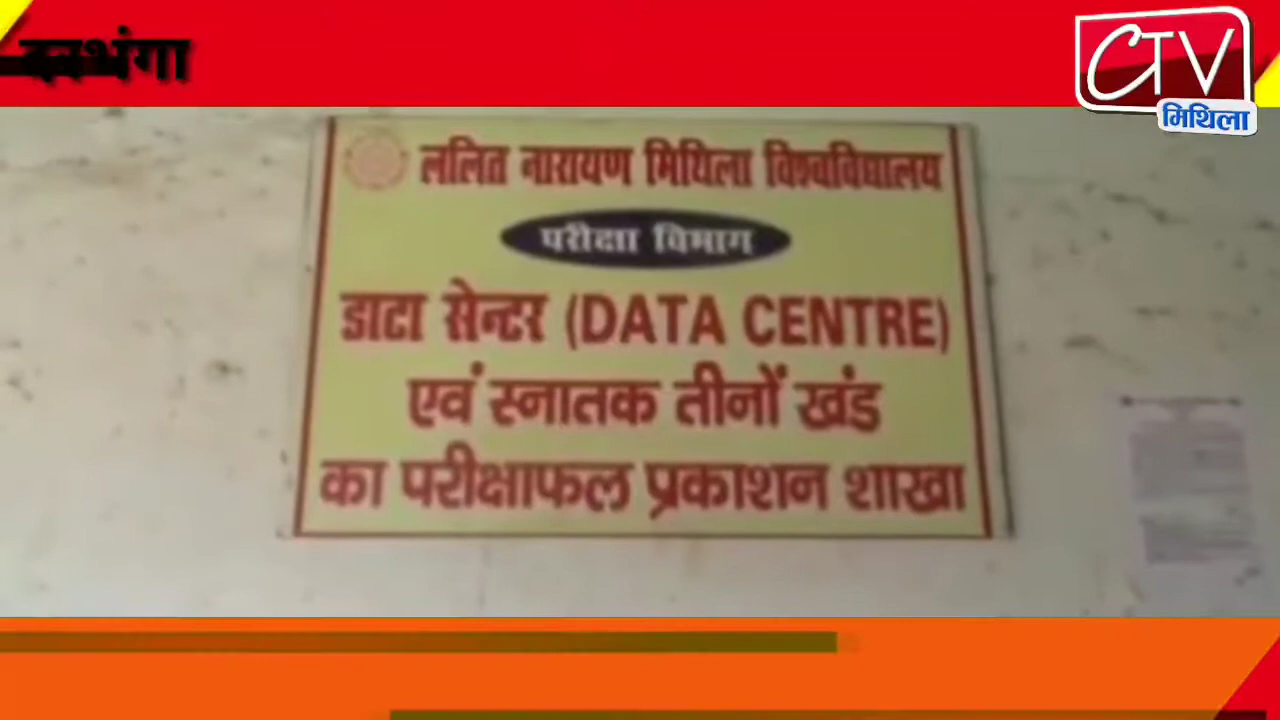 दरभंगा
CTV
मिथिला
ललित नारायण मिथिला विश्वविद्यालय
परीक्षा विभाग
डाटा सेन्टर (DATA CENTRE)
एवं स्नातक तीनों खंड
का परीक्षाफल प्रकाशन शाखा